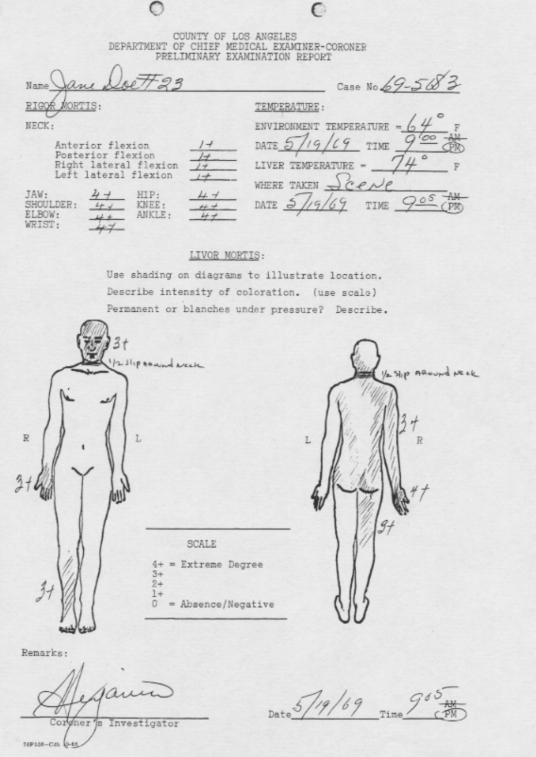 COUNTY OF LOS ANGELES
DEPARTMENT OF CHIEF MEDICAL EXAMINER-CORONER
PRELIMINARY EXAMINATION REPORT
Name Jane Doe #23 Case No 69-5683
RIGOR MORTIS: TEMPERATURE:
NECK: ENVIRONMENT TEMPERATURE = 64° F
Anterior flexion 1+ DATE 5/19/69 TIME 9:00 AM PM
Posterior flexion 1+
Right lateral flexion 1+ LIVER TEMPERATURE = 74° F
Left lateral flexion 1+
WHERE TAKEN Scene
JAW: 4+ HIP: 4+
SHOULDER: 4+ KNEE: 4+ DATE 5/19/69 TIME 9:05 AM PM
ELBOW: 4+ ANKLE: 4+
WRIST: 4+
LIVOR MORTIS:
Use shading on diagrams to illustrate location.
Describe intensity of coloration. (use scale)
Permanent or blanches under pressure? Describe.
3+
1/2 slip around neck
1/2 slip around neck
3+
R L L R
3+ 4+
3+
SCALE
4+ = Extreme Degree
3+
2+
1+
0 = Absence/Negative
3+
Remarks:
Coroner's Investigator
Date 5/19/69 Time 9:05 AM PM